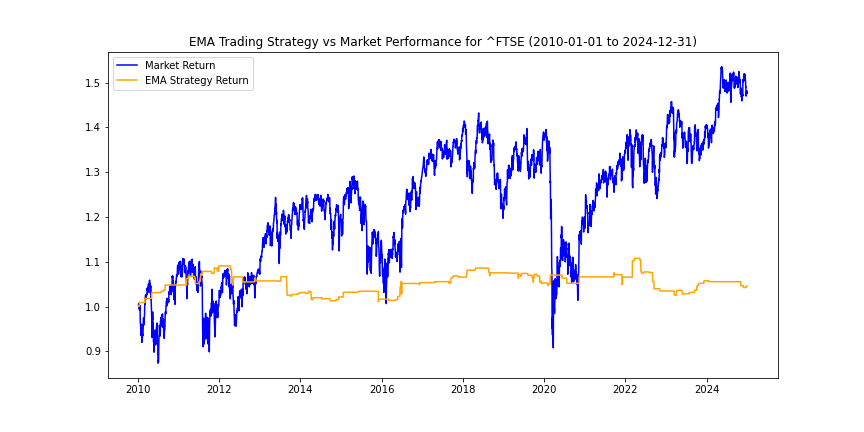 EMA Trading Strategy vs Market Performance for ^FTSE (2010-01-01 to 2024-12-31)
Market Return
EMA Strategy Return
1.5
1.4
1.3
1.2
1.1
1.0
0.9
2010 2012 2014 2016 2018 2020 2022 2024